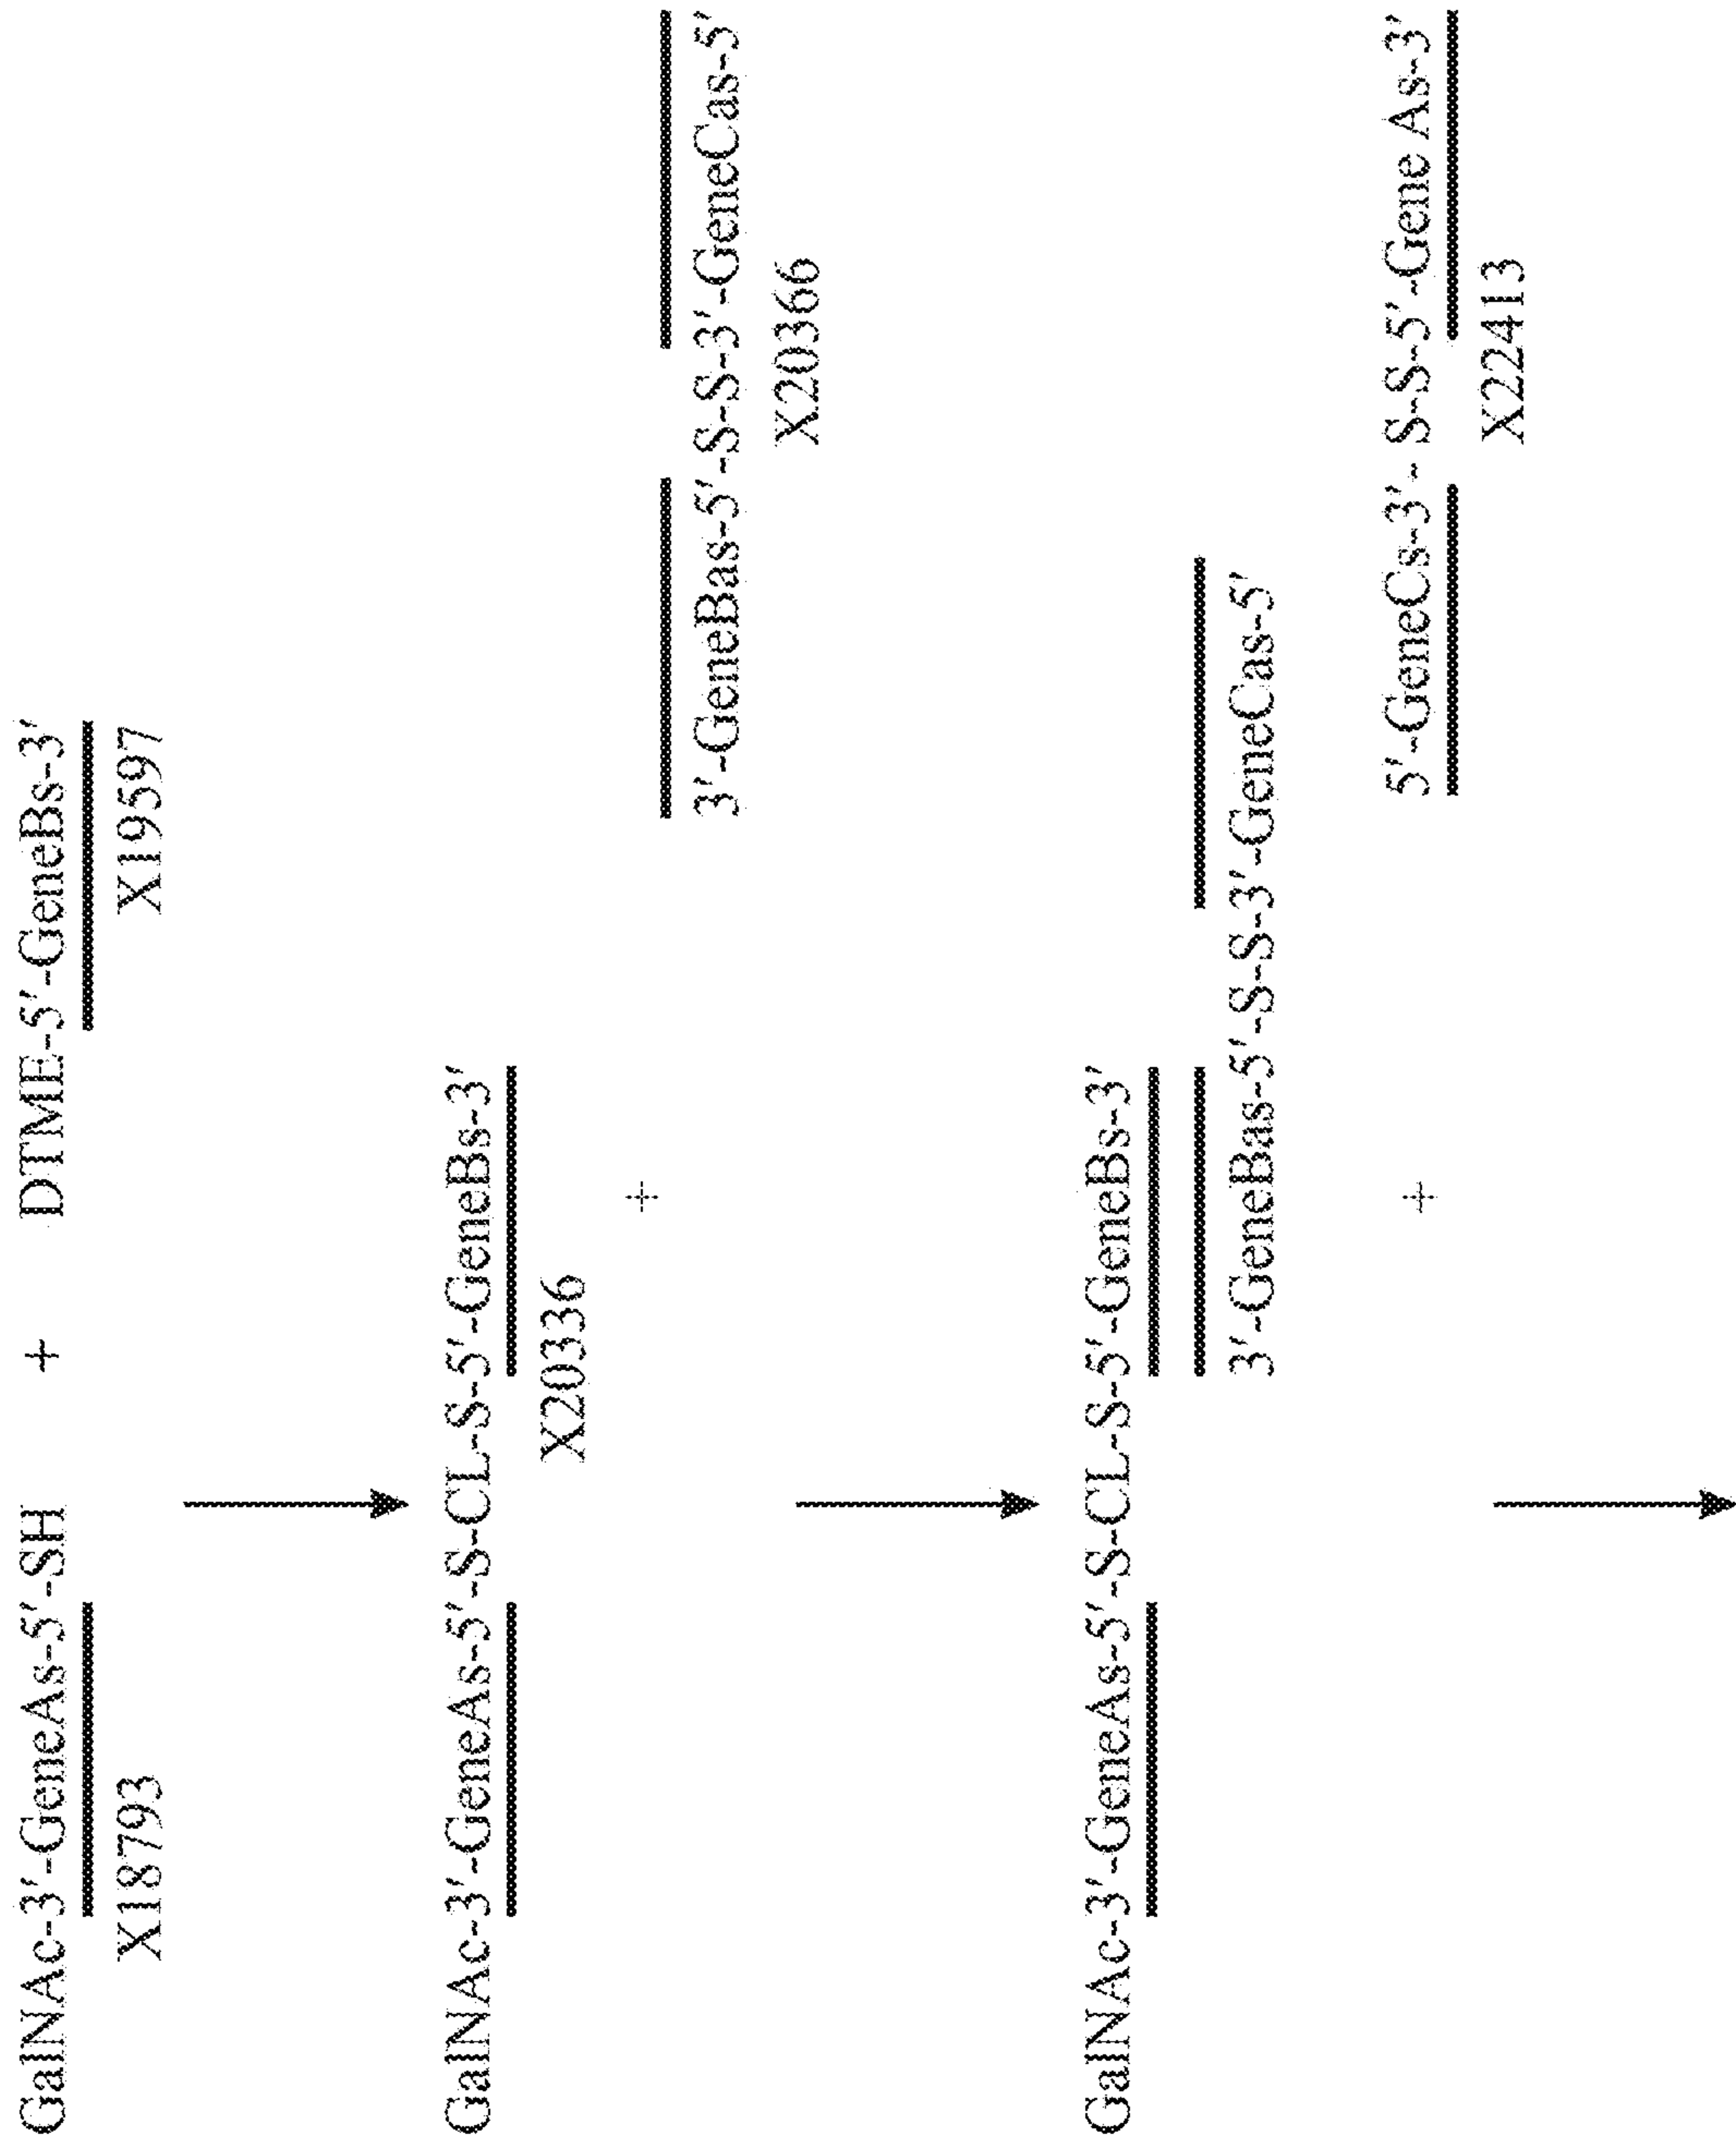 GalNAc-3'-GeneAs-5'-SH + DTME-5'-GeneBs-3'
X18793 X19597
GalNAc-3'-GeneAs-5'-S-CL-S-5'-GeneBs-3'
X20336
+
3'-GeneBas-5'-S-S-3'-GeneCas-5'
X20366
GalNAc-3'-GeneAs-5'-S-CL-S-5'-GeneBs-3'
3'-GeneBas-5'-S-S-3'-GeneCas-5'
+
5'-GeneCs-3'- S-S-5'-Gene As-3'
X22413